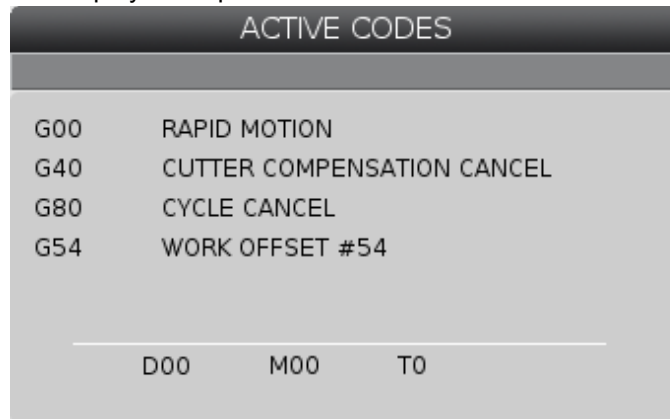 ACTIVE CODES
G00 RAPID MOTION
G40 CUTTER COMPENSATION CANCEL
G80 CYCLE CANCEL
G54 WORK OFFSET #54
D00 M00 T0